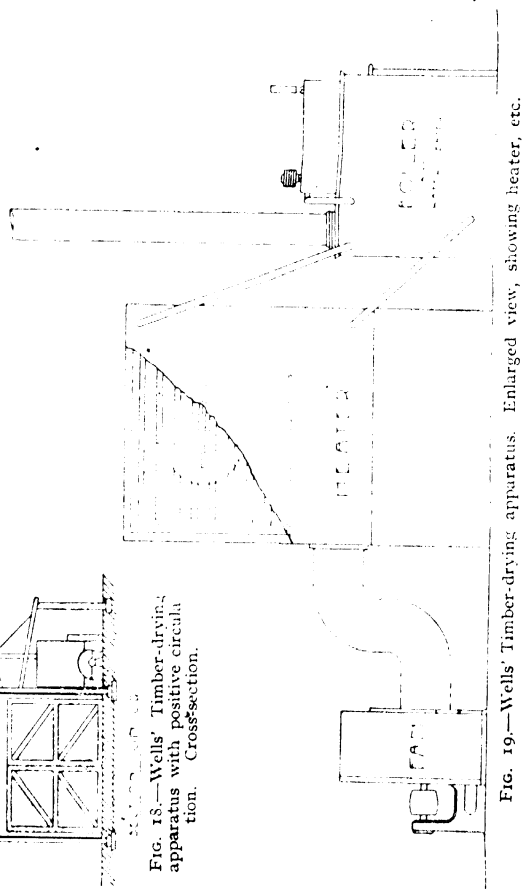 FIG. 18.—Wells' Timber-drying
apparatus with positive circula
tion. Cross-section.
HEATER
FAN
FIG. 19.—Wells' Timber-drying apparatus. Enlarged view, showing heater, etc.